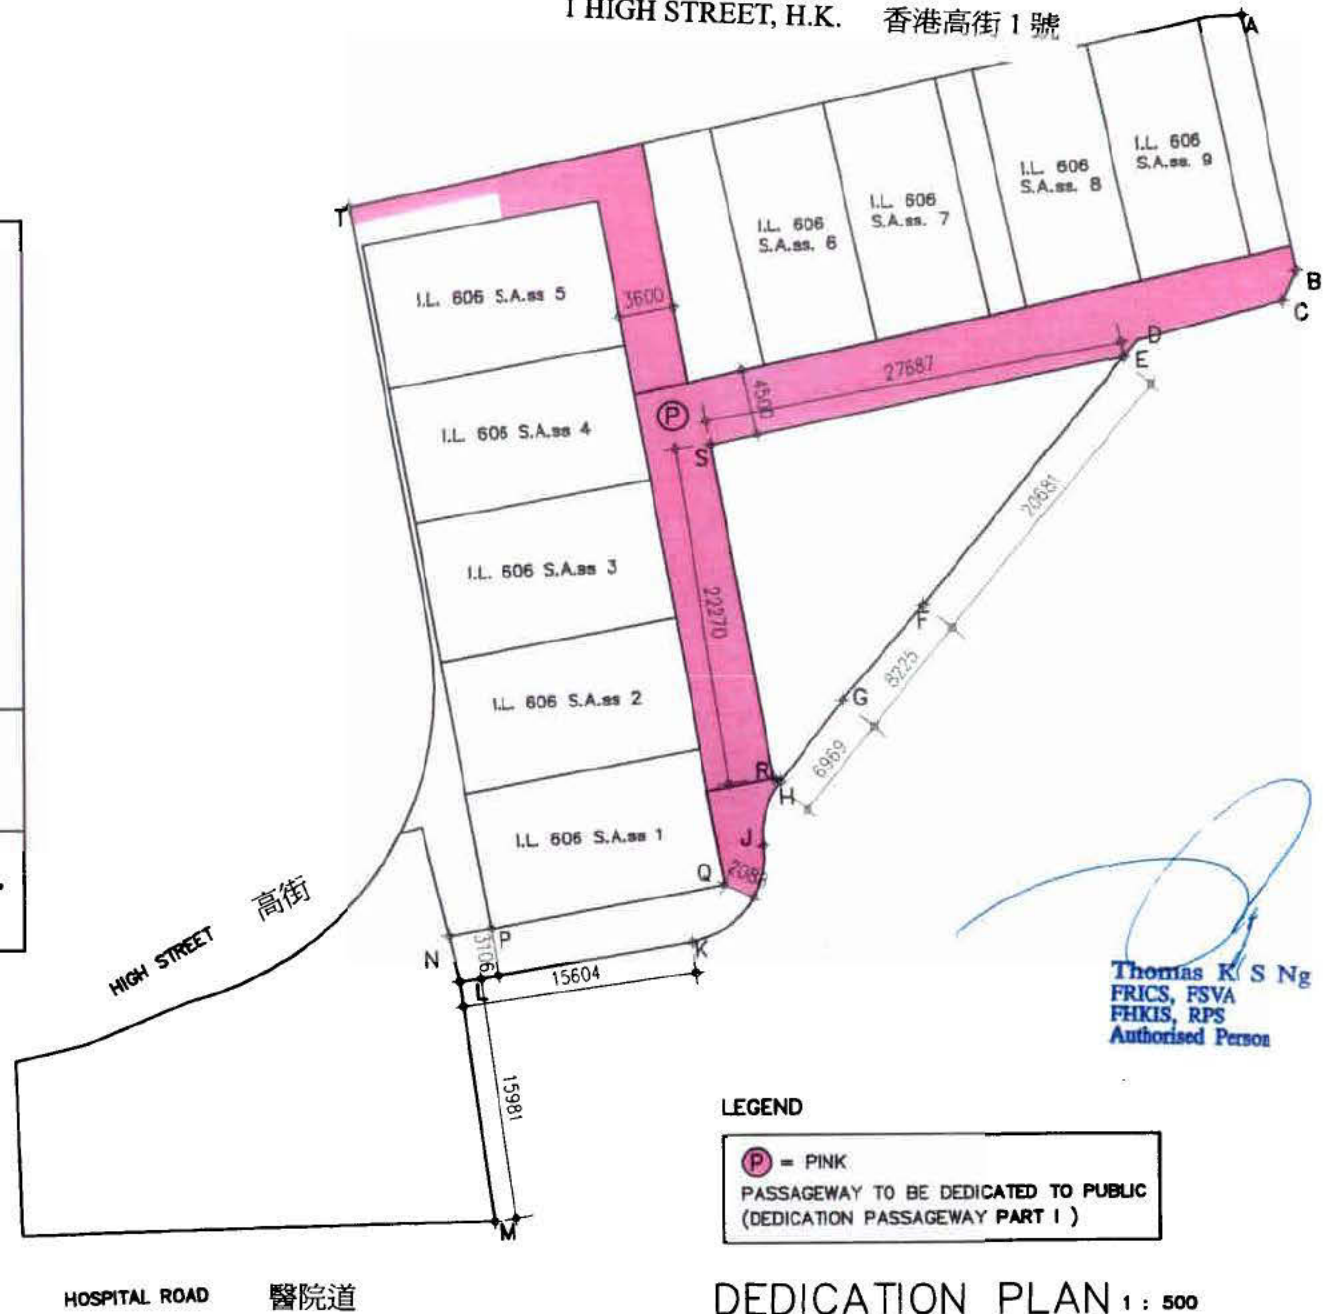 1 HIGH STREET, H.K. 香港高街 1 號
A
I.L. 606
S.A.ss. 9
I.L. 606
S.A.ss. 8
I.L. 606
S.A.ss. 7
I.L. 606
S.A.ss. 6
T
B
C
I.L. 606 S.A.ss 5
3600
D
E
27687
4500
P
I.L. 606 S.A.ss 4
S
20681
I.L. 606 S.A.ss 3
22270
F
8225
G
I.L. 606 S.A.ss 2
6969
R
H
I.L. 606 S.A.ss 1
J
Q
HIGH STREET 高街
N
P
3106
K
L
15604
15981
M
Thomas K S Ng
FRICS, FSVA
FHKIS, RPS
Authorised Person
LEGEND
P = PINK
PASSAGEWAY TO BE DEDICATED TO PUBLIC
(DEDICATION PASSAGEWAY PART I )
HOSPITAL ROAD 醫院道
DEDICATION PLAN 1 : 500